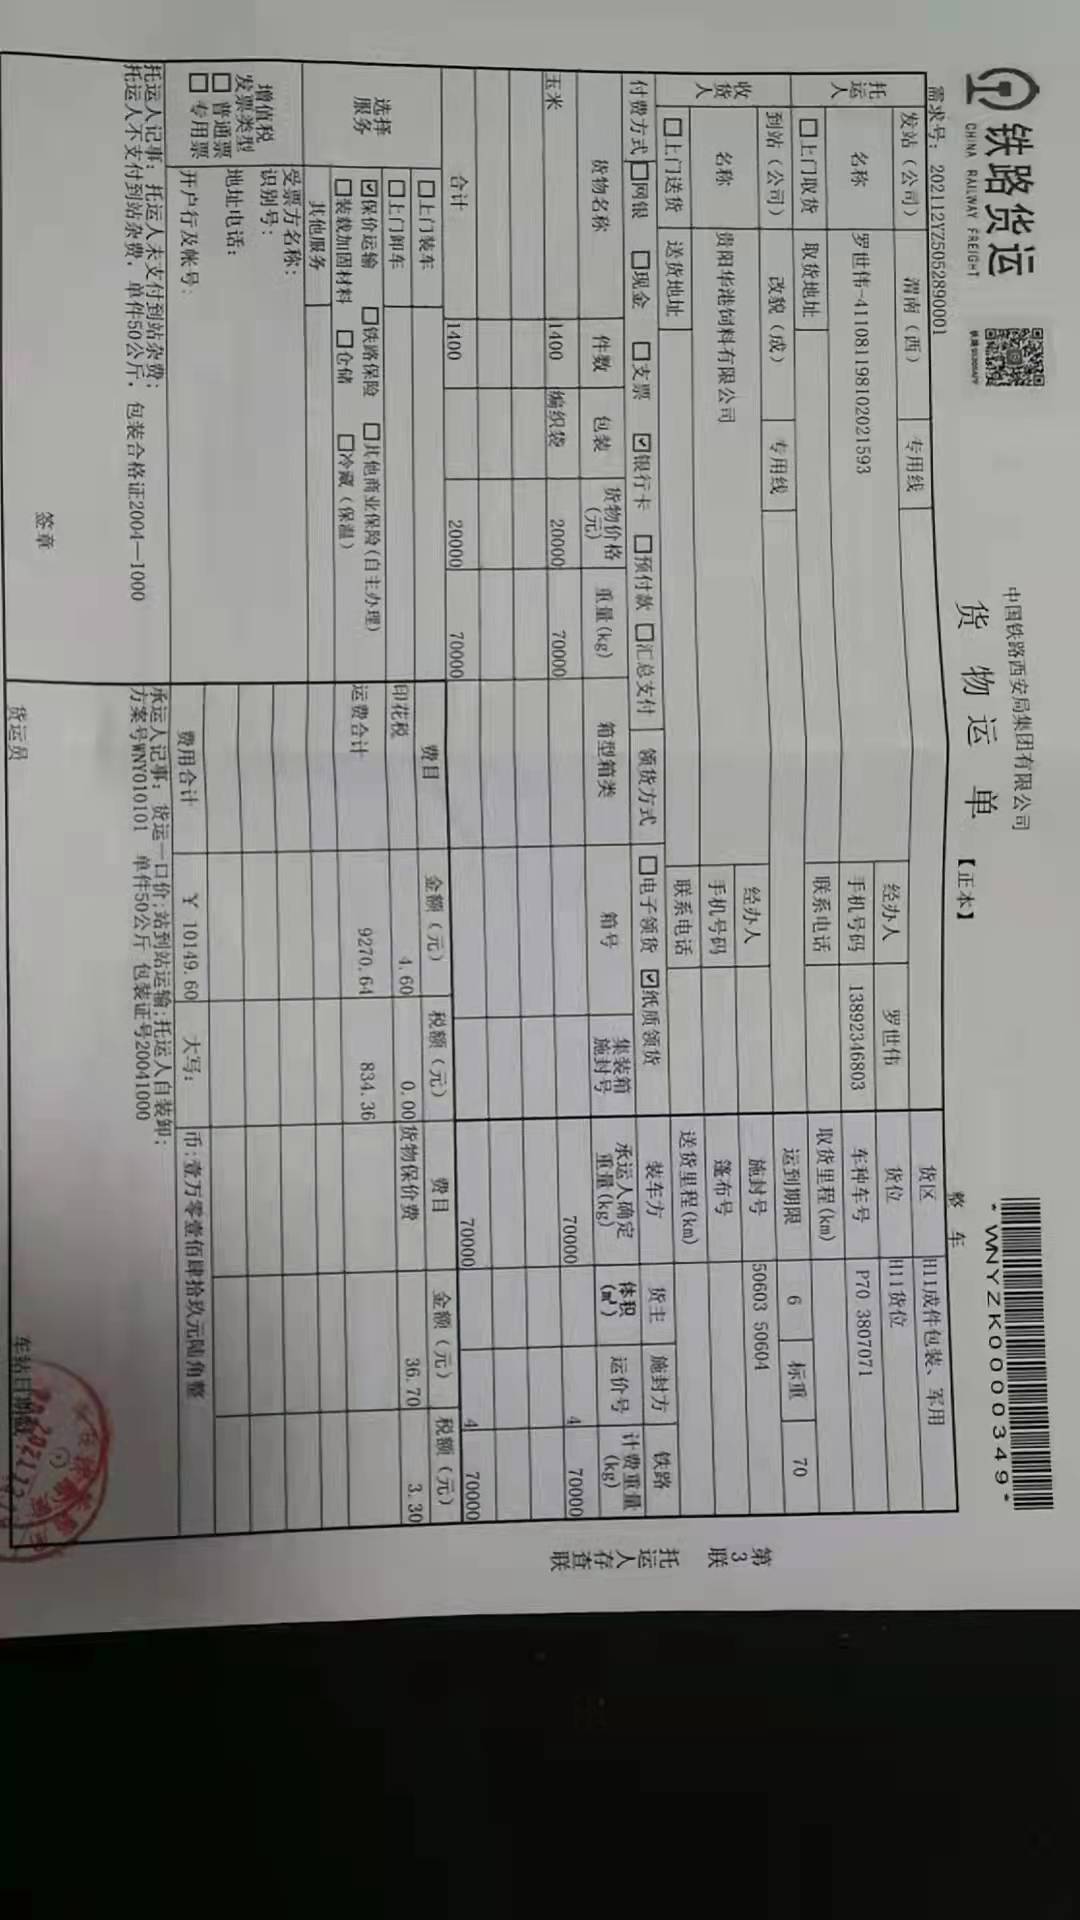 铁路货运
CHINA RAILWAY FREIGHT
中国铁路西安局集团有限公司
货物运单 【正本】
*WNYZK0000349*
整车
需求号：202112YZ5052890001
托运人 发站（公司） 渭南（西） 专用线 货区 H11成件包装、军用
名称 罗世伟-411081198102021593 经办人 罗世伟 货位 H11货位
手机号码 13892346803 车种车号 P70 3807071
□上门取货 取货地址 联系电话 取货里程(km)
收货人 到站（公司） 改貌（成） 专用线 运到期限 6 标重 70
名称 贵阳华港饲料有限公司 经办人 施封号 50603 50604
手机号码 篷布号
□上门送货 送货地址 联系电话 送货里程(km)
付费方式 □网银 □现金 □支票 ☑银行卡 □预付款 □汇总支付 领货方式 □电子领货 ☑纸质领货 装车方 货主 施封方 铁路
货物名称 件数 包装 货物价格(元) 重量(kg) 箱型箱类 箱号 集装箱施封号 承运人确定重量(kg) 体积(m³) 运价号 计费重量(kg)
玉米 1400 编织袋 20000 70000 70000 4 70000
合计 1400 20000 70000 70000 4 70000
选择服务 □上门装车 费目 金额（元） 税额（元） 费目 金额（元） 税额（元）
□上门卸车 印花税 4.60 0.00 货物保价费 36.70 3.30
☑保价运输 □铁路保险 □其他商业保险(自主办理) 运费合计 9270.64 834.36
□装载加固材料 □仓储 □冷藏（保温）
其他服务
增值税发票类型 □普通票 □专用票
受票方名称：
识别号：
地址电话：
开户行及帐号：
费用合计 ￥ 10149.60 大写： 币：壹万零壹佰肆拾玖元陆角整
托运人记事：托运人未支付到站杂费；
托运人不支付到站杂费，单件50公斤，包装合格证2004—1000
承运人记事：货运一口价；站到站运输；托运人自装卸；
方案号WNY010101 单件50公斤 包装证号20041000
签章
货运员
车站日期戳
第3联 托运人存查联